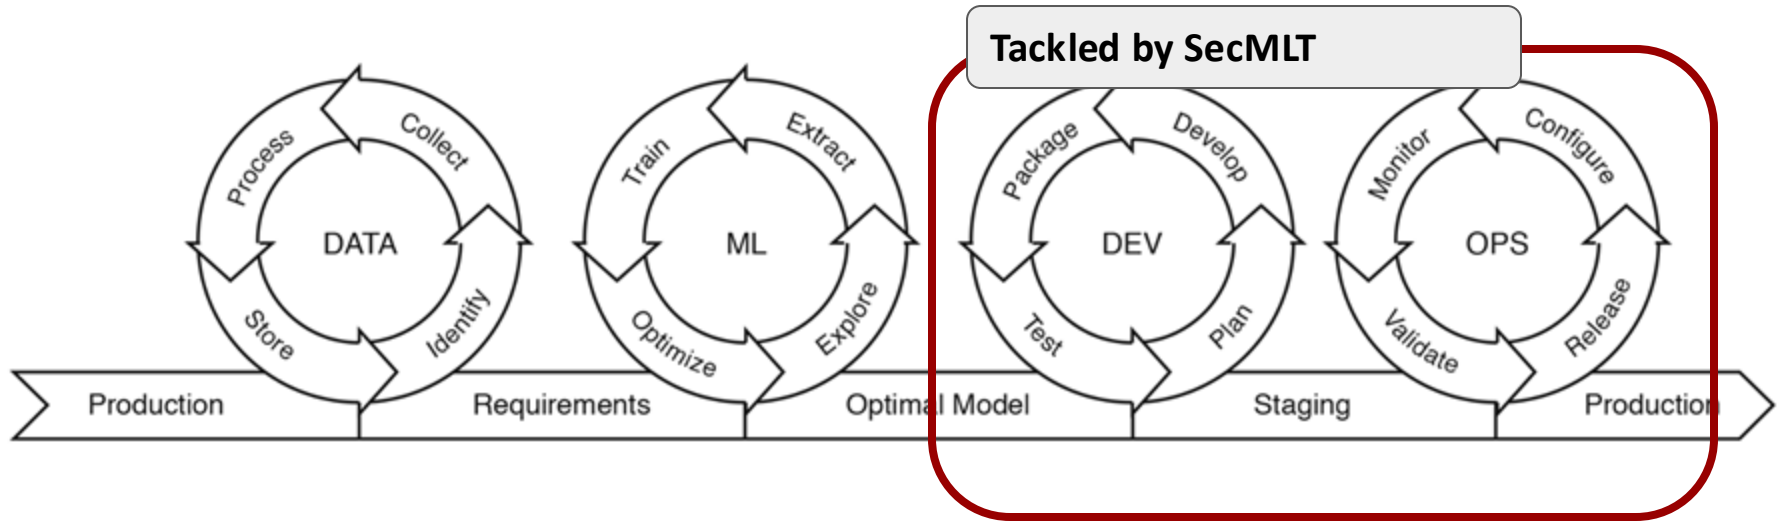 Tackled by SecMLT
Process
Collect
DATA
Store
Identify
Train
Extract
ML
Optimize
Explore
Package
Develop
DEV
Test
Plan
Monitor
Configure
OPS
Validate
Release
Production
Requirements
Optimal Model
Staging
Production